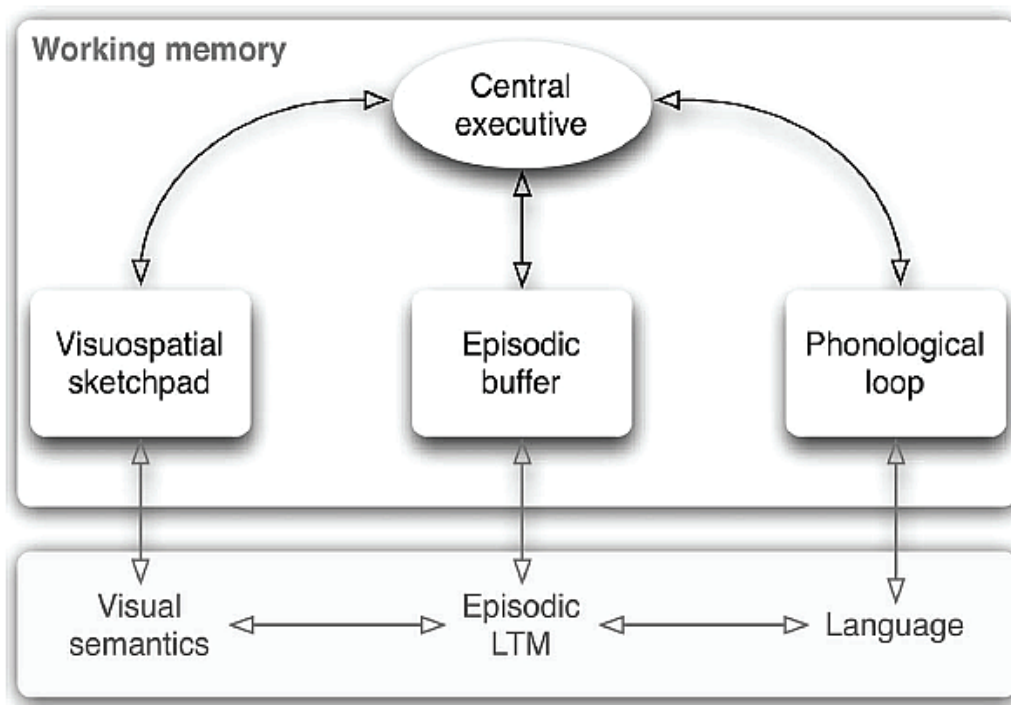 Working memory
Central
executive
Visuospatial
sketchpad
Episodic
buffer
Phonological
loop
Visual
semantics
Episodic
LTM
Language